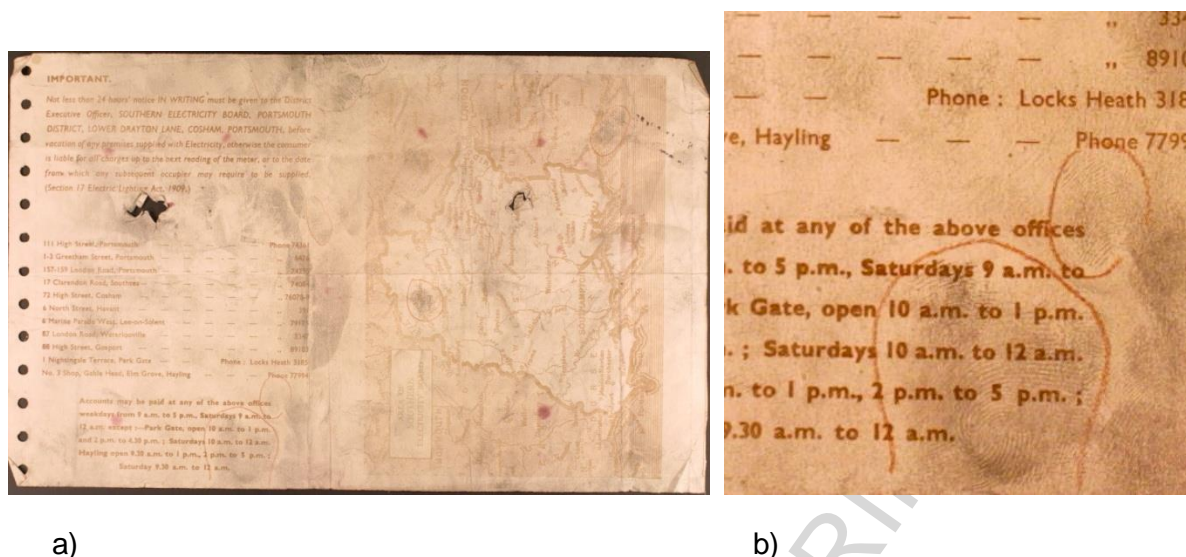 IMPORTANT.
Not less than 24 hours' notice IN WRITING must be given to the District
Executive Officer, SOUTHERN ELECTRICITY BOARD, PORTSMOUTH
DISTRICT, LOWER DRAYTON LANE, COSHAM, PORTSMOUTH, before
vacation of any premises supplied with Electricity, otherwise the consumer
is liable for all charges up to the next reading of the meter, or to the date
from which any subsequent occupier may require to be supplied.
(Section 17 Electric Lighting Act, 1909.)
111 High Street, Portsmouth — — — Phone
1-3 Greetham Street, Portsmouth — — — „
157-159 London Road, Portsmouth — — — „
17 Clarendon Road, Southsea — — — „
72 High Street, Cosham — — — „
6 North Street, Havant — — — „
6 Marine Parade West, Lee-on-Solent — — — „
87 London Road, Waterlooville — — — „
88 High Street, Gosport — — — „
1 Nightingale Terrace, Park Gate — — Phone : Locks Heath
No. 3 Shop, Gable Head, Elm Grove, Hayling — — — Phone
Accounts may be paid at any of the above offices
weekdays from 9 a.m. to 5 p.m., Saturdays 9 a.m. to
12 a.m. except :—Park Gate, open 10 a.m. to 1 p.m.
and 2 p.m. to 4.30 p.m. ; Saturdays 10 a.m. to 12 a.m.
Hayling open 9.30 a.m. to 1 p.m., 2 p.m. to 5 p.m. ;
Saturday 9.30 a.m. to 12 a.m.
SOUTHAMPTON
„ 334
„ 8910
— — Phone : Locks Heath 318
ve, Hayling — — — Phone 7799
id at any of the above offices
. to 5 p.m., Saturdays 9 a.m. to
k Gate, open 10 a.m. to 1 p.m.
. ; Saturdays 10 a.m. to 12 a.m.
n. to 1 p.m., 2 p.m. to 5 p.m. ;
9.30 a.m. to 12 a.m.
a)
b)